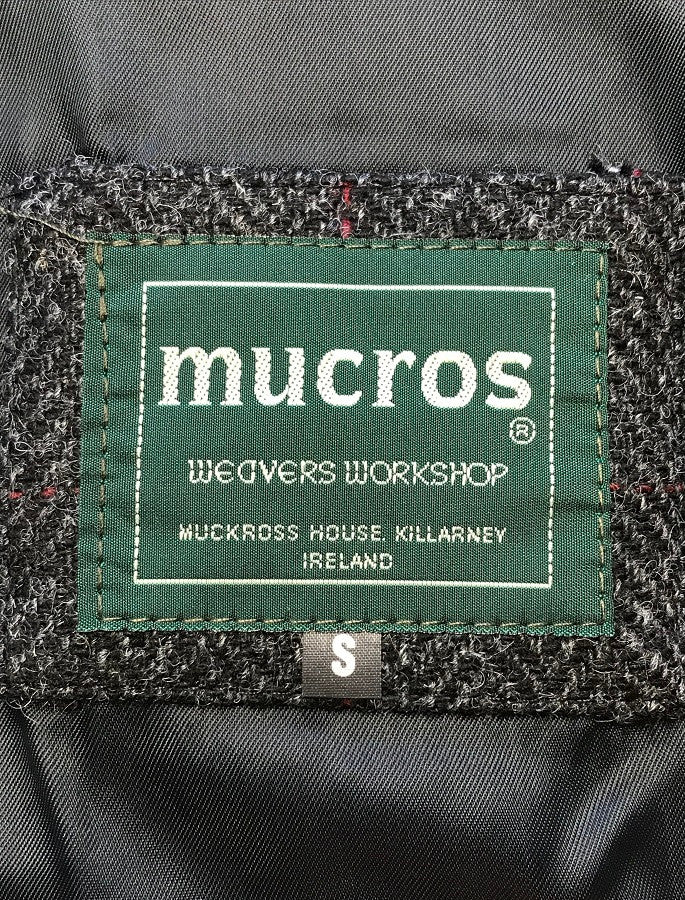 mucros
®
WEAVERS WORKSHOP
MUCKROSS HOUSE. KILLARNEY
IRELAND
S